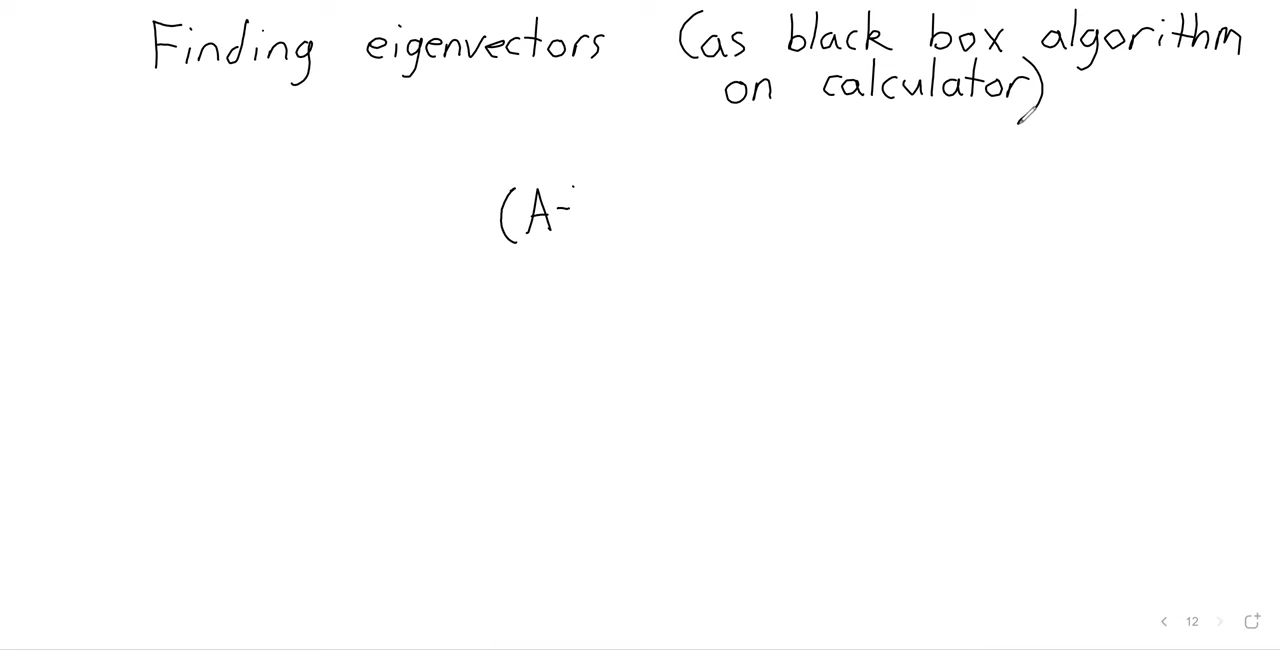 Finding eigenvectors (as black box algorithm
on calculator)
(A-
12